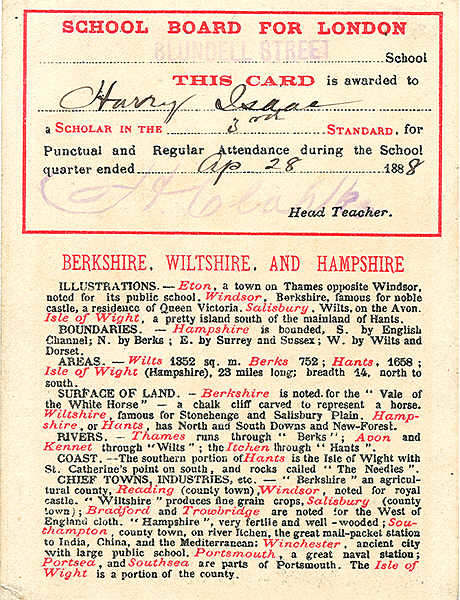 SCHOOL BOARD FOR LONDON
BLUNDELL STREET
School
THIS CARD is awarded to
Harry Isaac
a SCHOLAR IN THE 3rd STANDARD, for
Punctual and Regular Attendance during the School
quarter ended Ap 28 1888
Head Teacher.
BERKSHIRE, WILTSHIRE, AND HAMPSHIRE
ILLUSTRATIONS. — Eton, a town on Thames opposite Windsor,
noted for its public school. Windsor, Berkshire, famous for noble
castle, a residence of Queen Victoria. Salisbury, Wilts, on the Avon.
Isle of Wight, a pretty island south of the mainland of Hants.
BOUNDARIES. — Hampshire is bounded, S. by English
Channel; N. by Berks; E. by Surrey and Sussex; W. by Wilts and
Dorset.
AREAS. — Wilts 1352 sq. m. Berks 752; Hants, 1658;
Isle of Wight (Hampshire), 23 miles long; breadth 14, north to
south.
SURFACE OF LAND. — Berkshire is noted for the "Vale of
the White Horse" — a chalk cliff carved to represent a horse.
Wiltshire, famous for Stonehenge and Salisbury Plain. Hamp-
shire, or Hants, has North and South Downs and New-Forest.
RIVERS. — Thames runs through "Berks"; Avon and
Kennet through "Wilts"; the Itchen through "Hants".
COAST. — The southern portion of Hants is the Isle of Wight with
St. Catherine's point on south, and rocks called "The Needles".
CHIEF TOWNS, INDUSTRIES, etc. — "Berkshire" an agricul-
tural county, Reading (county town), Windsor, noted for royal
castle. "Wiltshire" produces fine grain crops, Salisbury (county
town); Bradford and Trowbridge are noted for the West of
England cloth. "Hampshire", very fertile and well-wooded; Sou-
thampton, county town, on river Itchen, the great mail-packet station
to India, China, and the Mediterranean: Winchester, ancient city
with large public school. Portsmouth, a great naval station;
Portsea, and Southsea are parts of Portsmouth. The Isle of
Wight is a portion of the county.